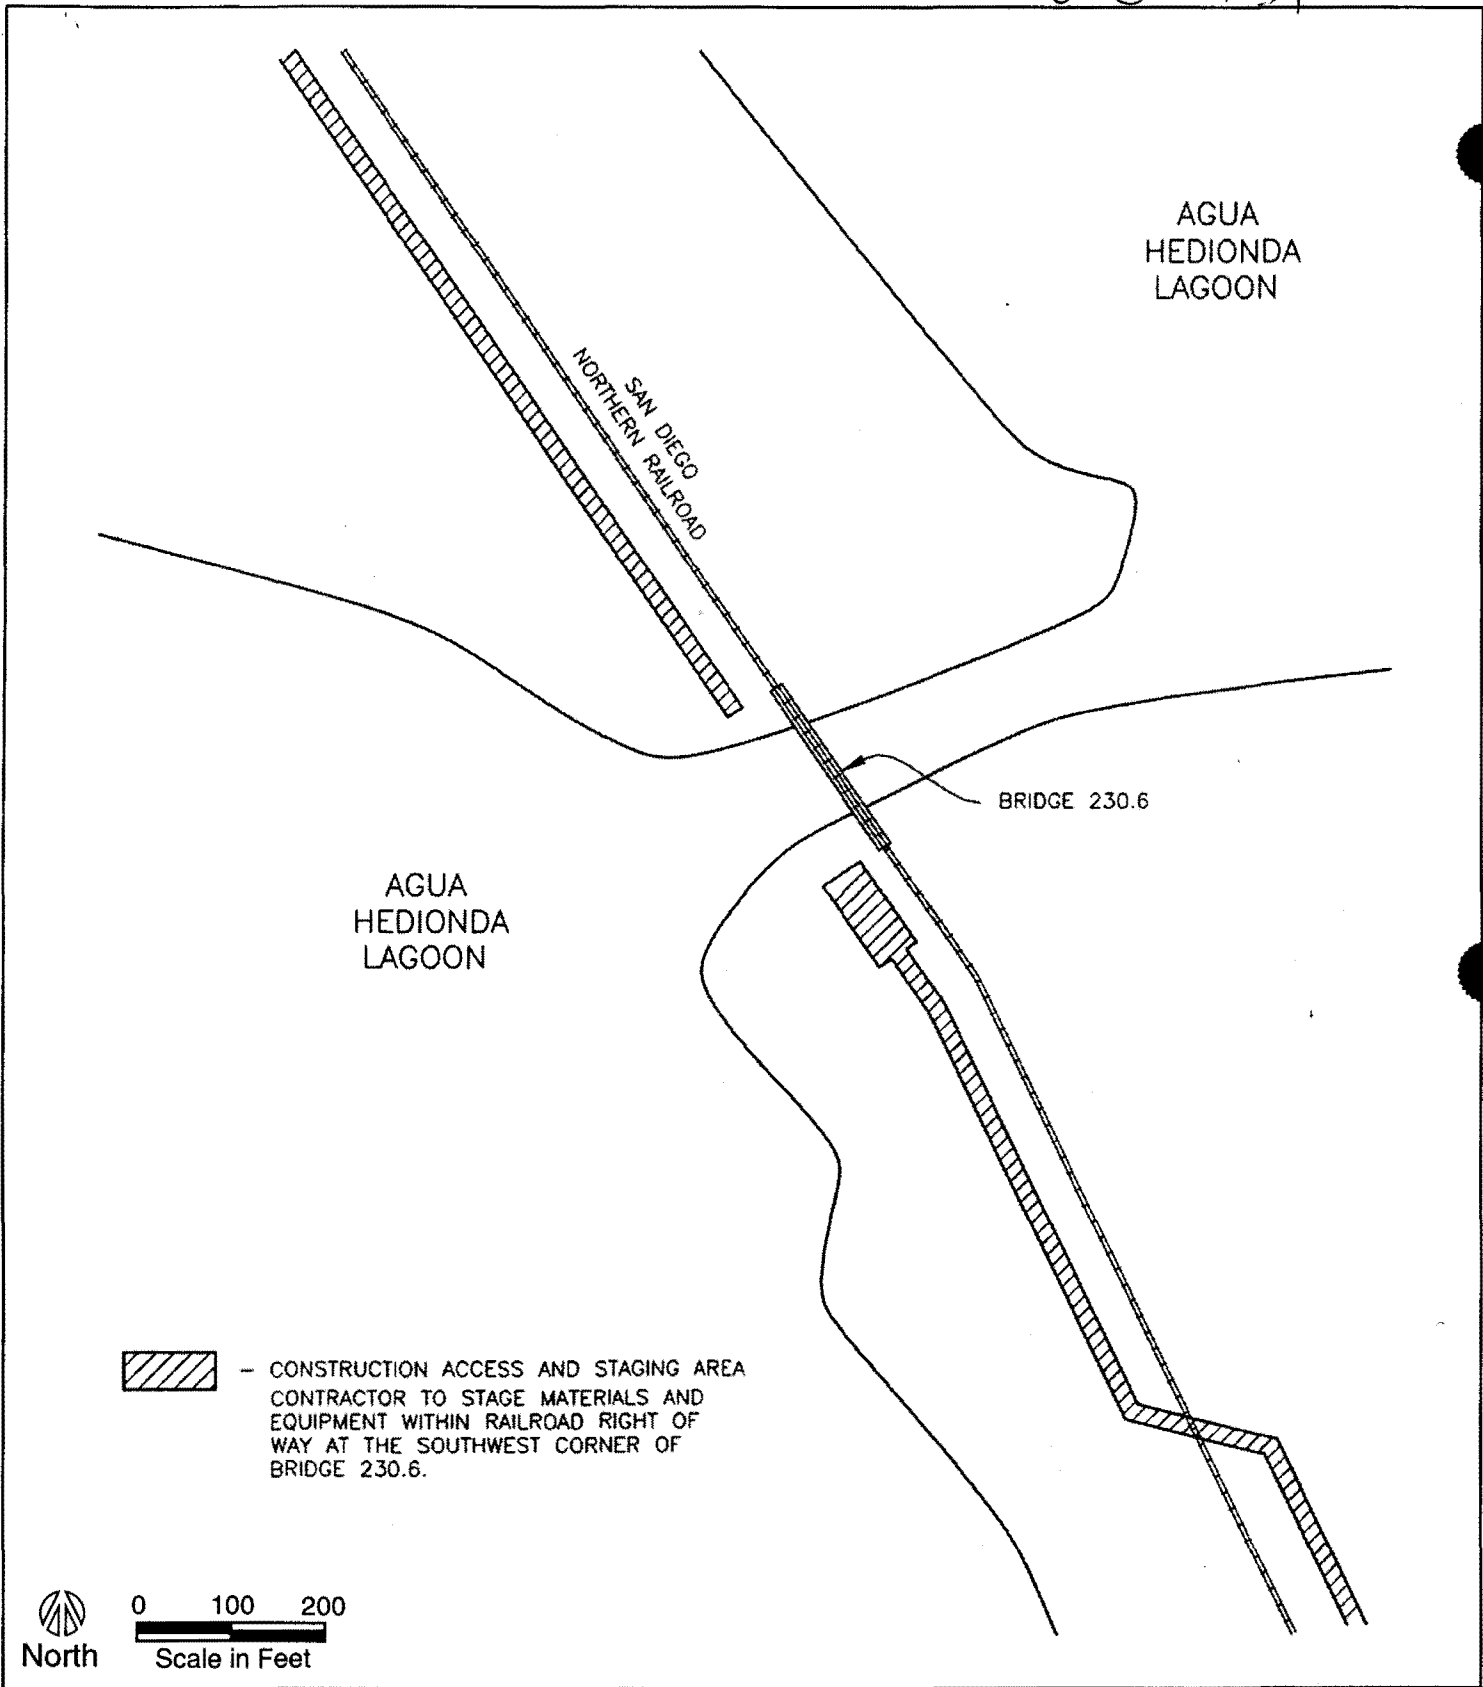 AGUA
HEDIONDA
LAGOON
SAN DIEGO
NORTHERN RAILROAD
BRIDGE 230.6
AGUA
HEDIONDA
LAGOON
- CONSTRUCTION ACCESS AND STAGING AREA
CONTRACTOR TO STAGE MATERIALS AND
EQUIPMENT WITHIN RAILROAD RIGHT OF
WAY AT THE SOUTHWEST CORNER OF
BRIDGE 230.6.
0 100 200
North
Scale in Feet